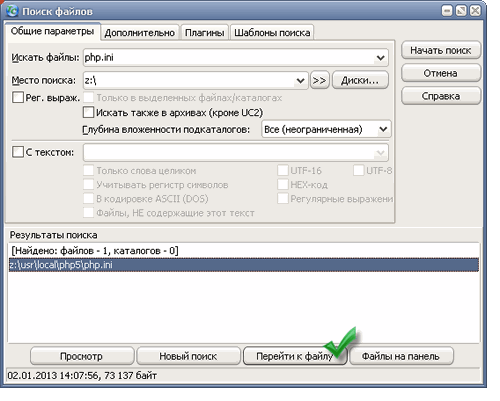 Поиск файлов
Общие параметры Дополнительно Плагины Шаблоны поиска
Искать файлы: php.ini Начать поиск
Место поиска: z:\ >> Диски... Отмена
Рег. выраж. Только в выделенных файлах/каталогах Справка
Искать также в архивах (кроме UC2)
Глубина вложенности подкаталогов: Все (неограниченная)
С текстом:
Только слова целиком UTF-16 UTF-8
Учитывать регистр символов HEX-код
В кодировке ASCII (DOS) Регулярные выражени
Файлы, НЕ содержащие этот текст
Результаты поиска
[Найдено: файлов - 1, каталогов - 0]
z:\usr\local\php5\php.ini
Просмотр Новый поиск Перейти к файлу Файлы на панель
02.01.2013 14:07:56, 73 137 байт